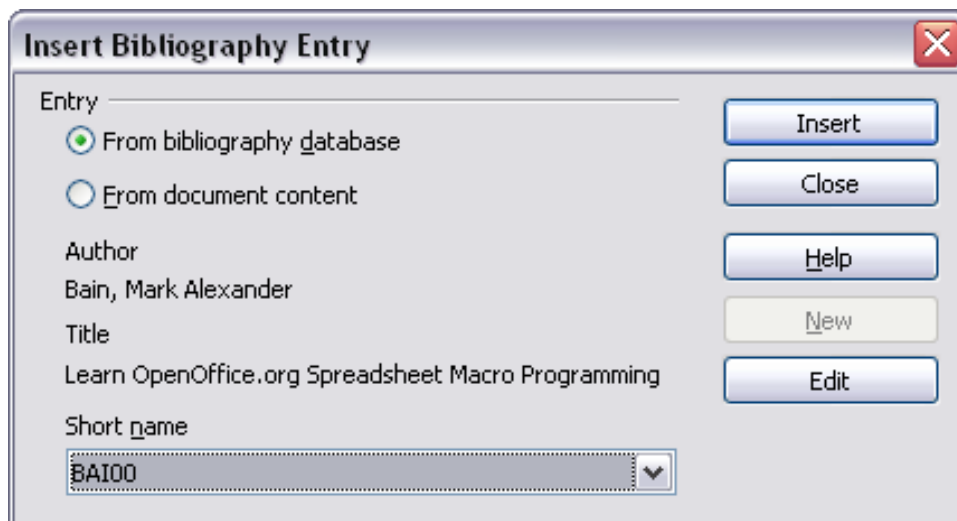 Insert Bibliography Entry
Entry
From bibliography database
From document content
Author
Bain, Mark Alexander
Title
Learn OpenOffice.org Spreadsheet Macro Programming
Short name
BAI00
Insert
Close
Help
New
Edit